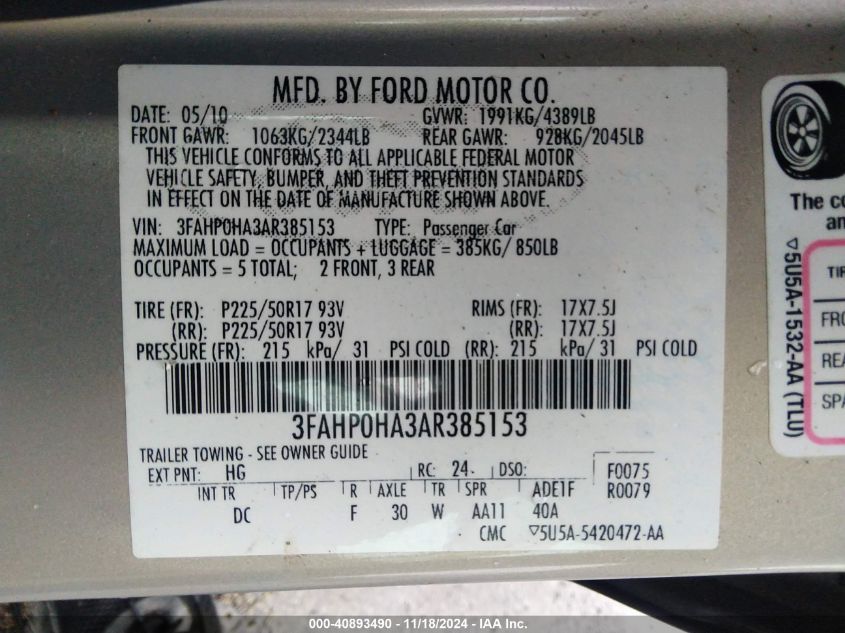 MFD. BY FORD MOTOR CO.
DATE: 05/10 GVWR: 1991KG/4389LB
FRONT GAWR: 1063KG/2344LB REAR GAWR: 928KG/2045LB
THIS VEHICLE CONFORMS TO ALL APPLICABLE FEDERAL MOTOR
VEHICLE SAFETY, BUMPER, AND THEFT PREVENTION STANDARDS
IN EFFECT ON THE DATE OF MANUFACTURE SHOWN ABOVE.
VIN: 3FAHP0HA3AR385153 TYPE: Passenger Car
MAXIMUM LOAD = OCCUPANTS + LUGGAGE = 385KG/ 850LB
OCCUPANTS = 5 TOTAL; 2 FRONT, 3 REAR
TIRE (FR): P225/50R17 93V RIMS (FR): 17X7.5J
(RR): P225/50R17 93V (RR): 17X7.5J
PRESSURE (FR): 215 kPa/ 31 PSI COLD (RR): 215 kPa/ 31 PSI COLD
3FAHP0HA3AR385153
TRAILER TOWING - SEE OWNER GUIDE
EXT PNT: HG RC: 24 DSO: F0075
INT TR TP/PS R AXLE TR SPR ADE1F R0079
DC F 30 W AA11 40A
CMC ▽5U5A-5420472-AA
The co
an
▽5U5A-1532-AA (TLU)
TIR
FRO
REA
SPA
000-40893490 - 11/18/2024 - IAA Inc.